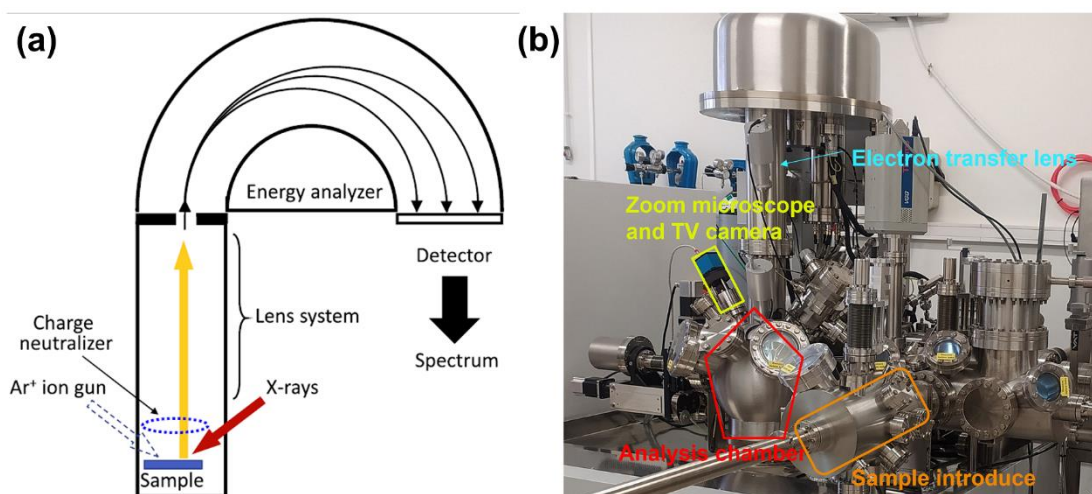 (a)
Energy analyzer
Detector
Lens system
Spectrum
Charge
neutralizer
Ar⁺ ion gun
X-rays
Sample
(b)
Electron transfer lens
Zoom microscope
and TV camera
Analysis chamber
Sample introduce